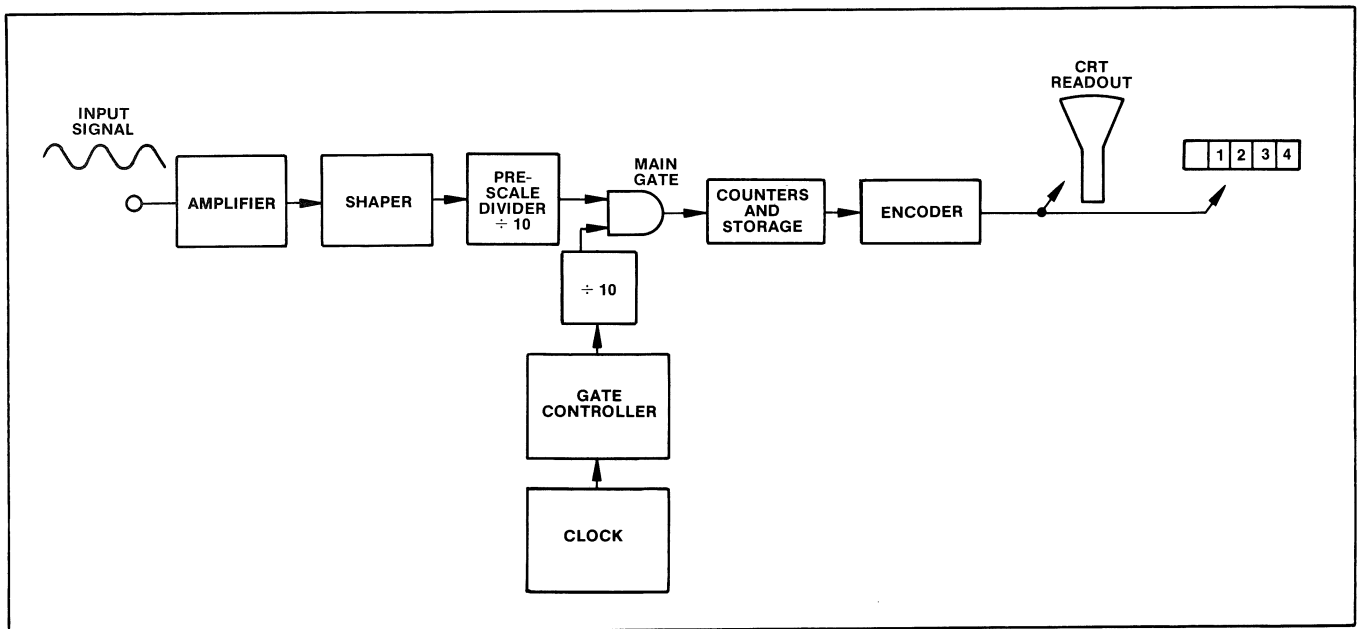 CRT
READOUT
INPUT
SIGNAL
AMPLIFIER
SHAPER
PRE-
SCALE
DIVIDER
÷ 10
MAIN
GATE
COUNTERS
AND
STORAGE
ENCODER
1 2 3 4
÷ 10
GATE
CONTROLLER
CLOCK